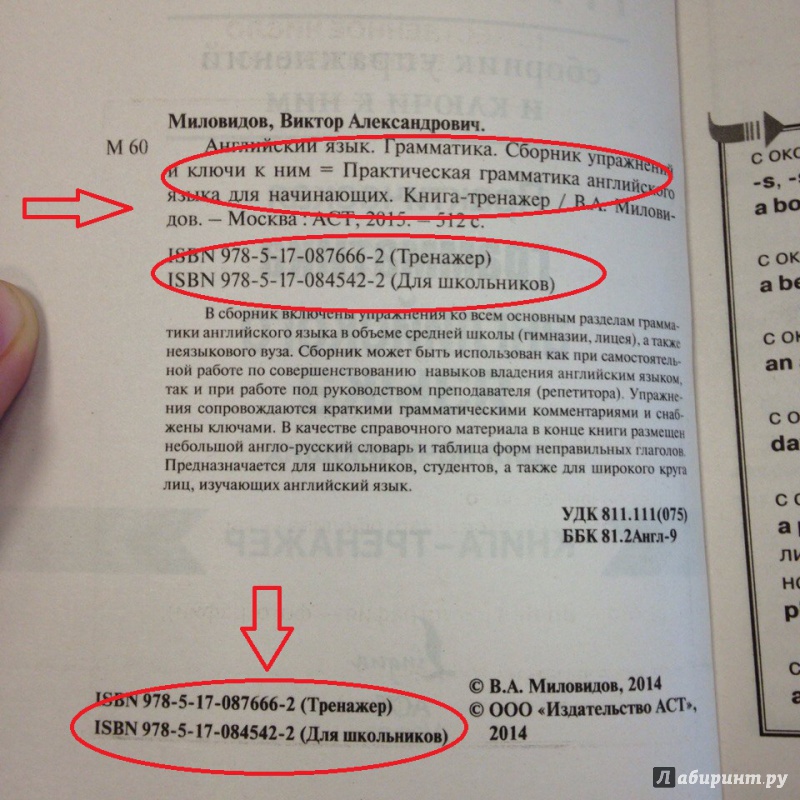 Миловидов, Виктор Александрович.
М 60 Английский язык. Грамматика. Сборник упражнений
и ключи к ним = Практическая грамматика английского
языка для начинающих. Книга-тренажер / В.А. Милови-
дов. – Москва : АСТ, 2015. – 512 с.
ISBN 978-5-17-087666-2 (Тренажер)
ISBN 978-5-17-084542-2 (Для школьников)
В сборник включены упражнения ко всем основным разделам грамма-
тики английского языка в объеме средней школы (гимназии, лицея), а также
неязыкового вуза. Сборник может быть использован как при самостоятель-
ной работе по совершенствованию навыков владения английским языком,
так и при работе под руководством преподавателя (репетитора). Упражне-
ния сопровождаются краткими грамматическими комментариями и снаб-
жены ключами. В качестве справочного материала в конце книги размещен
небольшой англо-русский словарь и таблица форм неправильных глаголов.
Предназначается для школьников, студентов, а также для широкого круга
лиц, изучающих английский язык.
УДК 811.111(075)
ББК 81.2Англ-9
ISBN 978-5-17-087666-2 (Тренажер)
ISBN 978-5-17-084542-2 (Для школьников)
© В.А. Миловидов, 2014
© ООО «Издательство АСТ»,
2014
с око
-s, -s
a bo
с ок
a be
с ок
an
с о
da
с с
a p
ли
но
pl
с
a
Лабиринт.ру